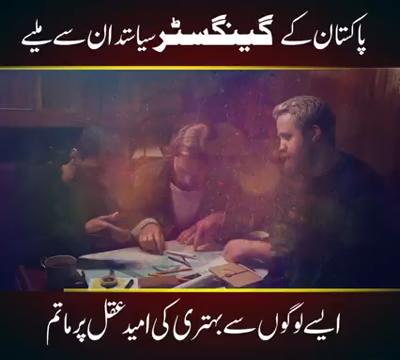 پاکستان کے گینگسٹر سیاستدان سے ملیے
ایسے لوگوں سے بہتری کی امید عقل پر ماتم